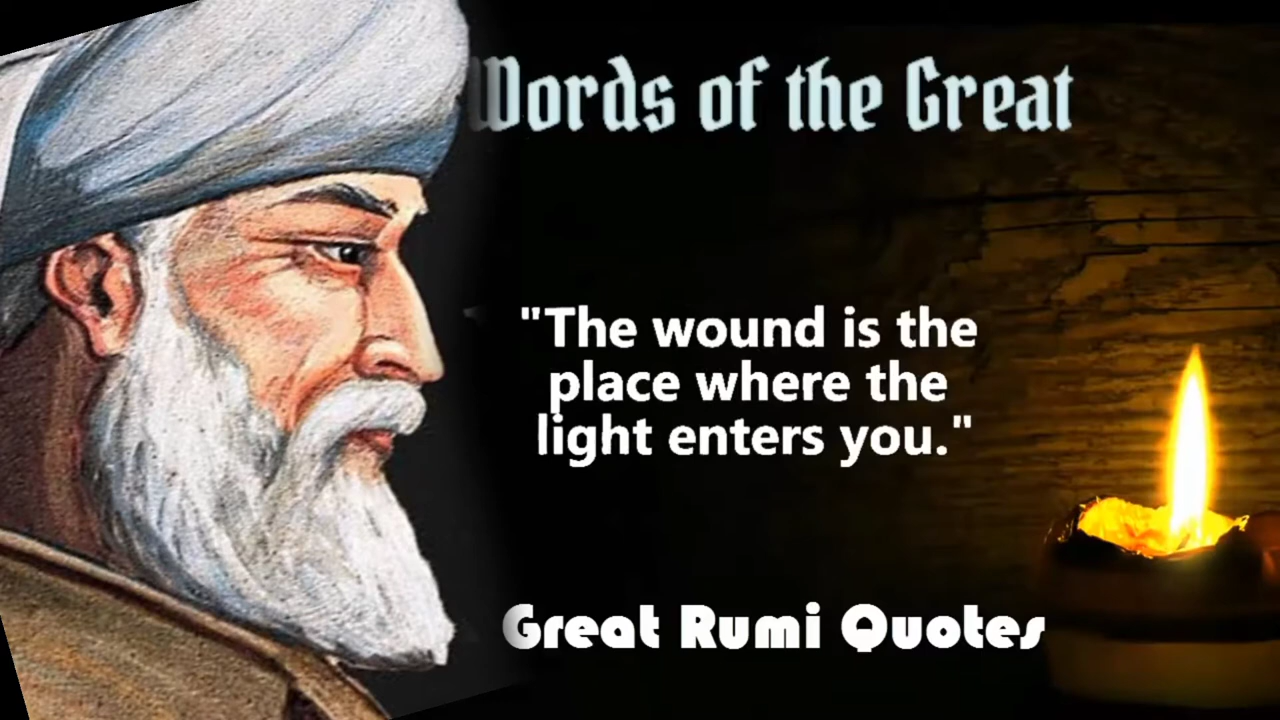 Words of the Great
"The wound is the
place where the
light enters you."
Great Rumi Quotes